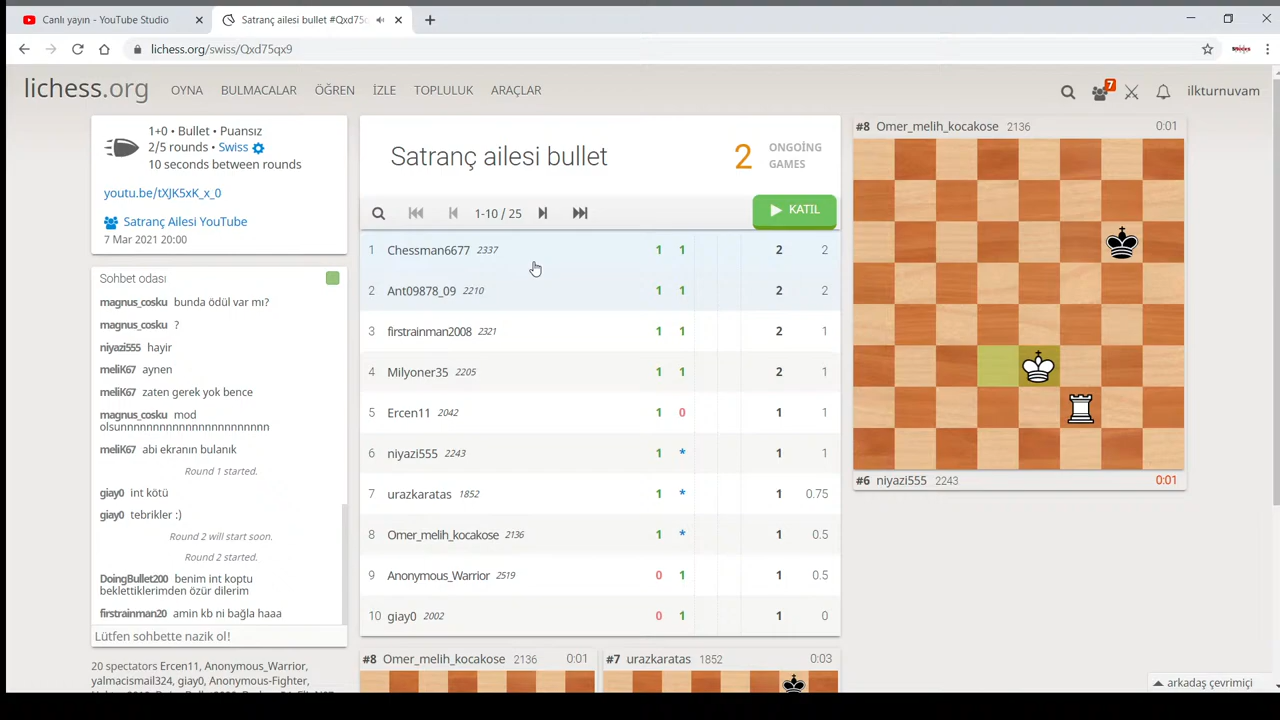 Canlı yayın - YouTube Studio
Satranç ailesi bullet #Qxd75q
lichess.org/swiss/Qxd75qx9
lichess.org
OYNA
BULMACALAR
ÖĞREN
İZLE
TOPLULUK
ARAÇLAR
7
ilkturnuvam
1+0 • Bullet • Puansız
2/5 rounds • Swiss
10 seconds between rounds
youtu.be/tXJK5xK_x_0
Satranç Ailesi YouTube
7 Mar 2021 20:00
Sohbet odası
magnus_cosku bunda ödül var mı?
magnus_cosku ?
niyazi555 hayir
meliK67 aynen
meliK67 zaten gerek yok bence
magnus_cosku mod
olsunnnnnnnnnnnnnnnnnnnnnn
meliK67 abi ekranın bulanık
Round 1 started.
giay0 int kötü
giay0 tebrikler :)
Round 2 will start soon.
Round 2 started.
DoingBullet200 benim int koptu
beklettiklerimden özür dilerim
firstrainman20 amin kb ni bağla haaa
Lütfen sohbette nazik ol!
20 spectators Ercen11, Anonymous_Warrior,
yalmacismail324, giay0, Anonymous-Fighter,
Satranç ailesi bullet
2 ONGOİNG
GAMES
1-10 / 25
KATIL
1 Chessman6677 2337 1 1 2 2
2 Ant09878_09 2210 1 1 2 2
3 firstrainman2008 2321 1 1 2 1
4 Milyoner35 2205 1 1 2 1
5 Ercen11 2042 1 0 1 1
6 niyazi555 2243 1 * 1 1
7 urazkaratas 1852 1 * 1 0.75
8 Omer_melih_kocakose 2136 1 * 1 0.5
9 Anonymous_Warrior 2519 0 1 1 0.5
10 giay0 2002 0 1 1 0
#8 Omer_melih_kocakose 2136 0:01
#7 urazkaratas 1852 0:03
#8 Omer_melih_kocakose 2136 0:01
#6 niyazi555 2243 0:01
arkadaş çevrimiçi